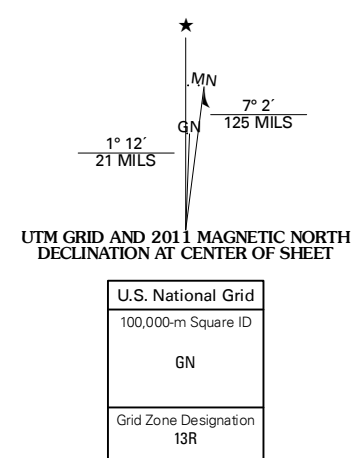 ★
MN
GN
7° 2´
125 MILS
1° 12´
21 MILS
UTM GRID AND 2011 MAGNETIC NORTH
DECLINATION AT CENTER OF SHEET
U.S. National Grid
100,000-m Square ID
GN
Grid Zone Designation
13R